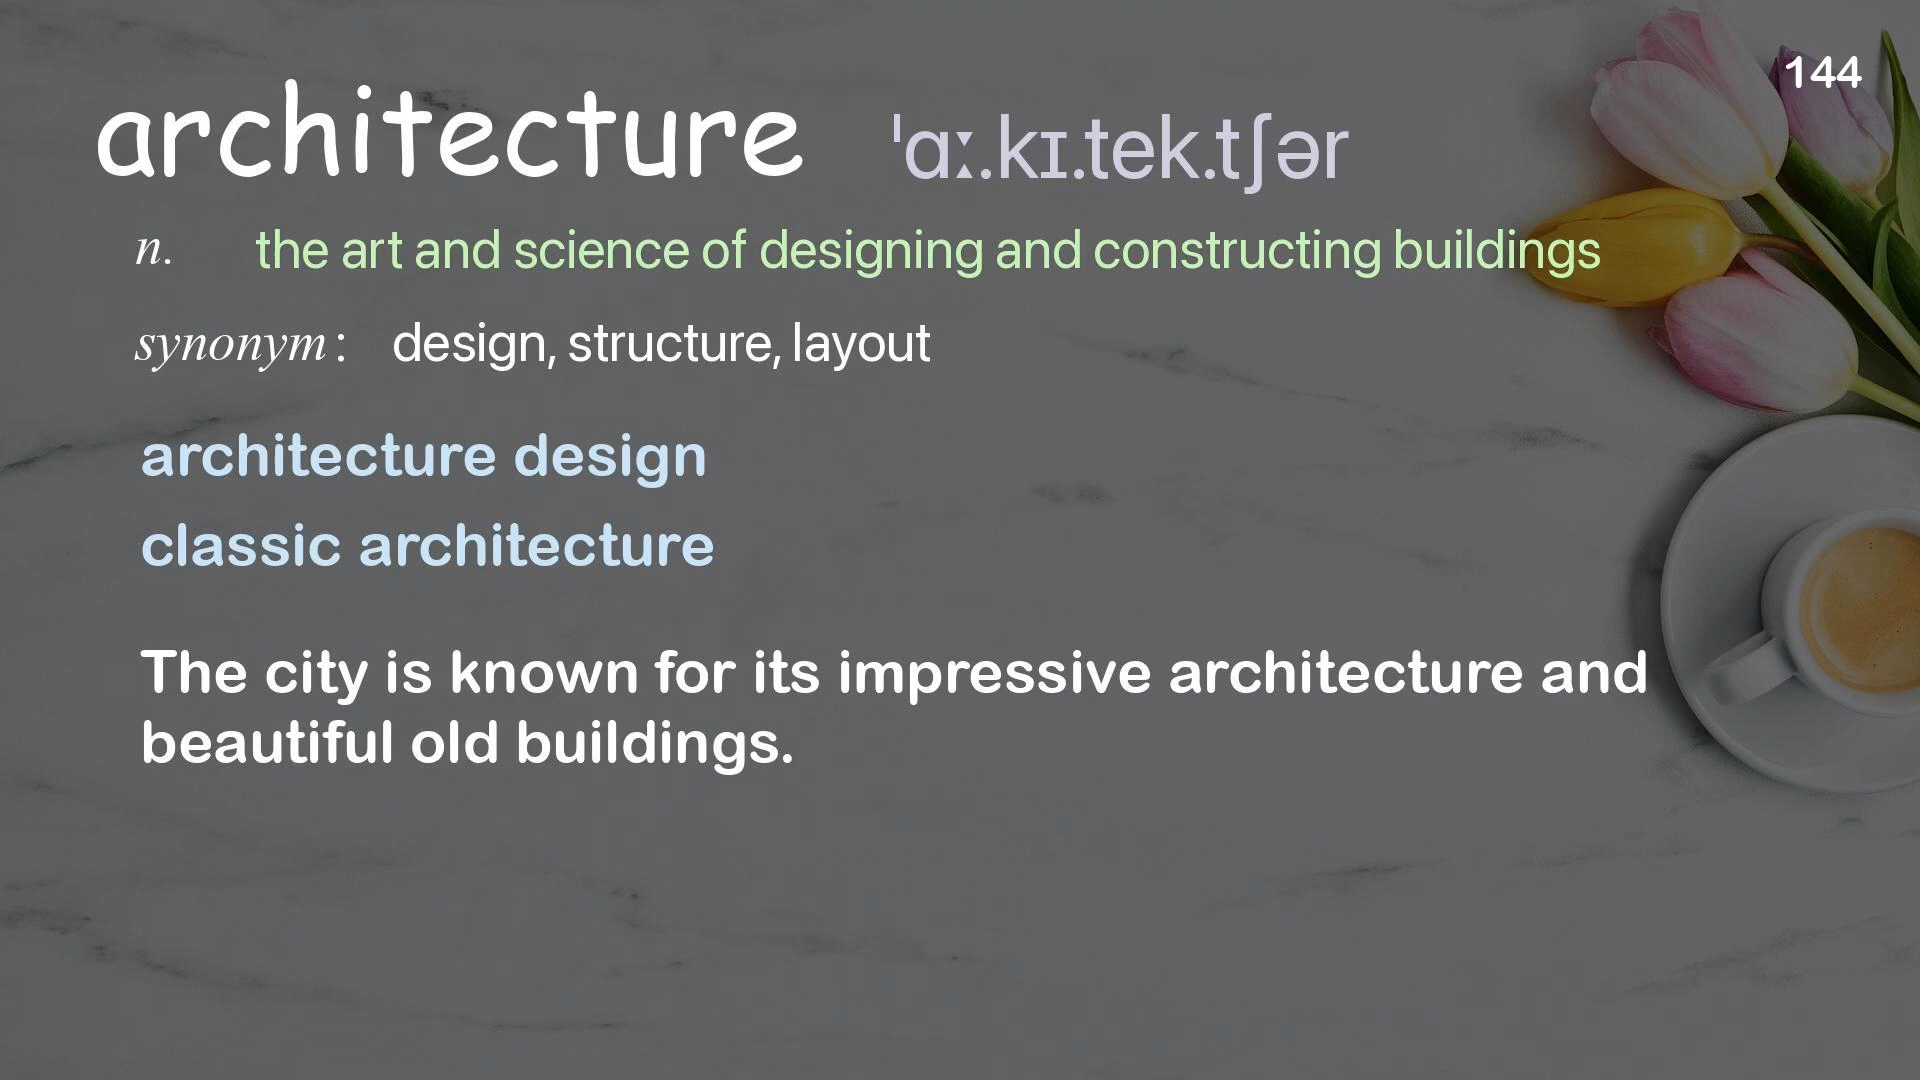 144
architecture ˈɑː.kɪ.tek.tʃər
n. the art and science of designing and constructing buildings
synonym: design, structure, layout
architecture design
classic architecture
The city is known for its impressive architecture and
beautiful old buildings.